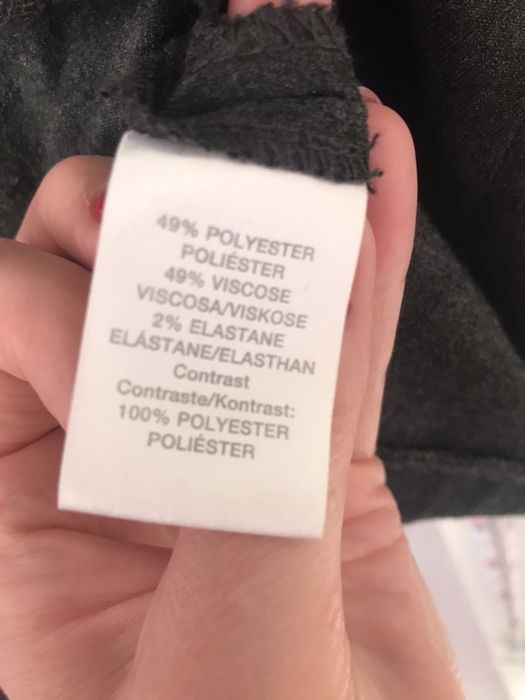 49% POLYESTER
POLIÉSTER
49% VISCOSE
VISCOSA/VISKOSE
2% ELASTANE
ELÁSTANE/ELASTHAN
Contrast
Contraste/Kontrast:
100% POLYESTER
POLIÉSTER